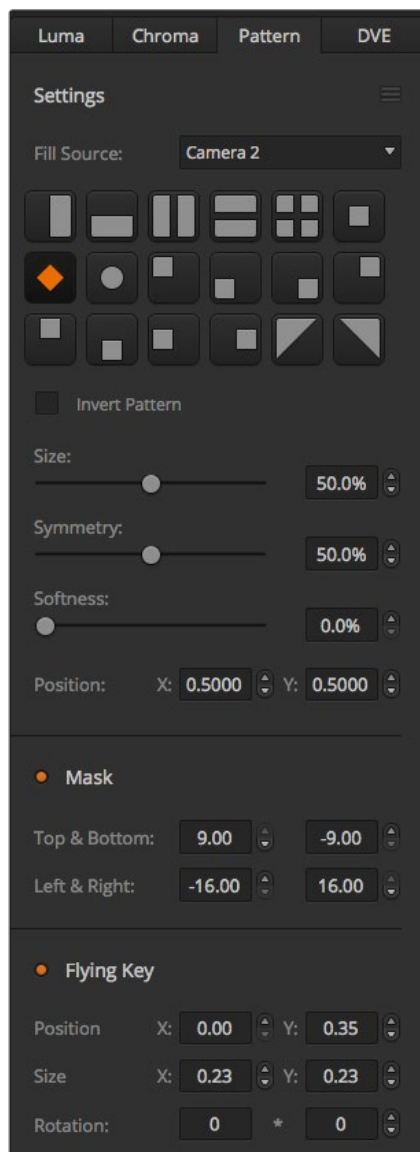 Luma Chroma Pattern DVE
Settings
Fill Source: Camera 2
Invert Pattern
Size:
50.0%
Symmetry:
50.0%
Softness:
0.0%
Position: X: 0.5000 Y: 0.5000
Mask
Top & Bottom: 9.00 -9.00
Left & Right: -16.00 16.00
Flying Key
Position X: 0.00 Y: 0.35
Size X: 0.23 Y: 0.23
Rotation: 0 * 0